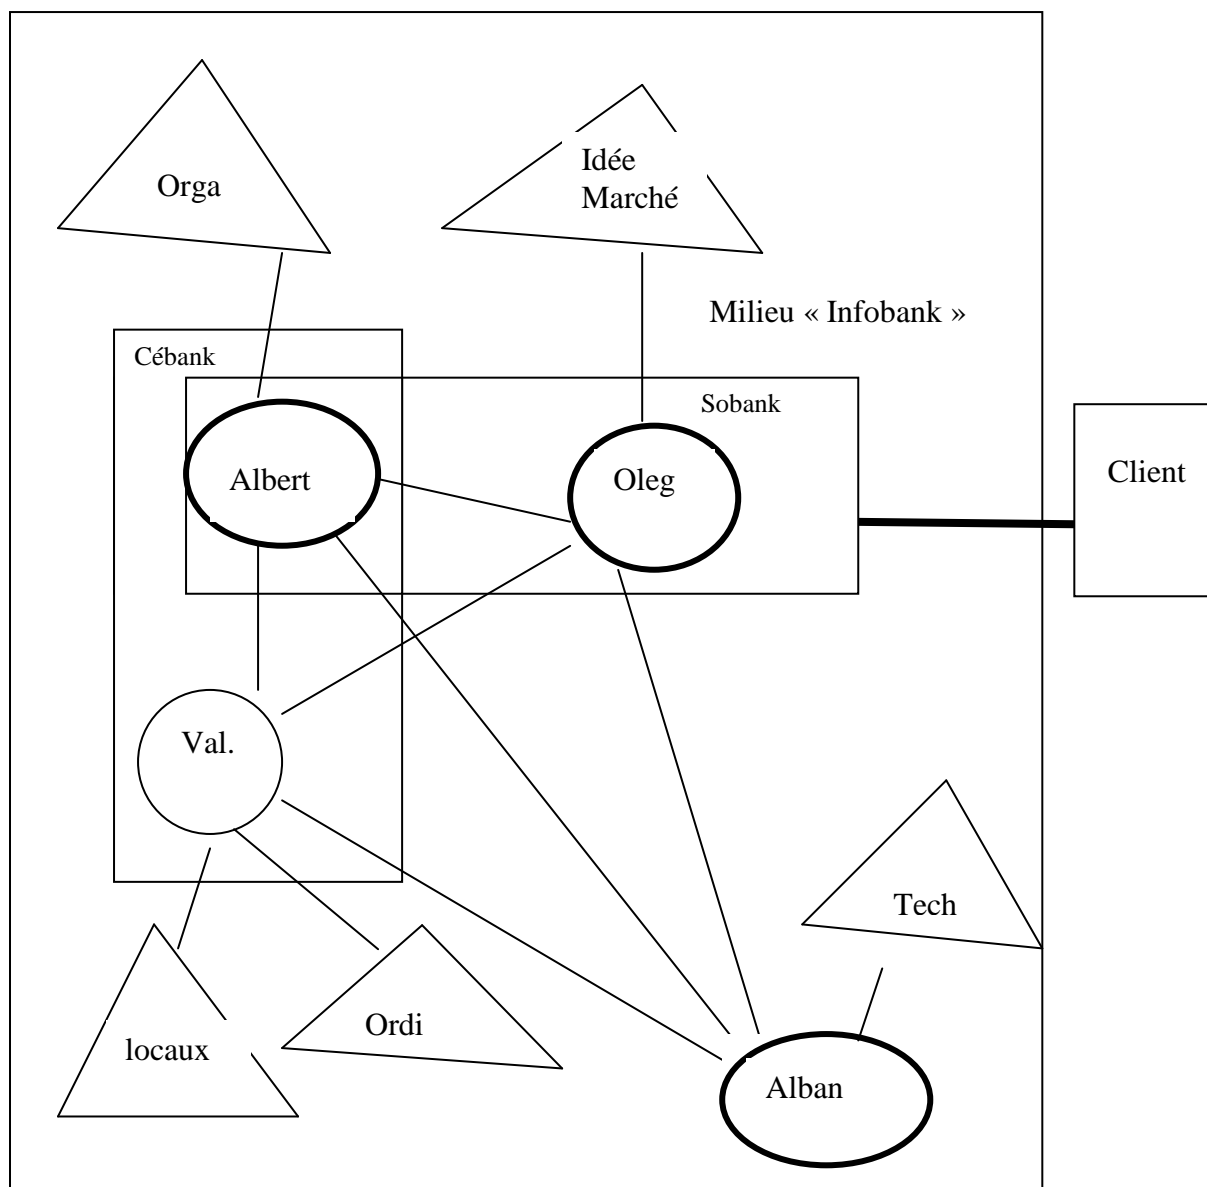 Orga
Idée
Marché
Milieu « Infobank »
Cébank
Sobank
Albert
Oleg
Client
Val.
Tech
locaux
Ordi
Alban